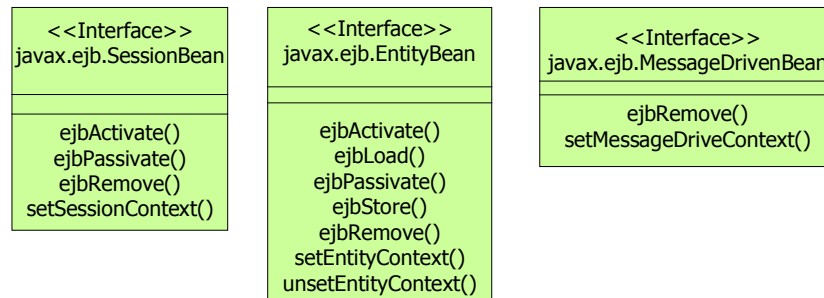 <<Interface>>
javax.ejb.SessionBean
ejbActivate()
ejbPassivate()
ejbRemove()
setSessionContext()
<<Interface>>
javax.ejb.EntityBean
ejbActivate()
ejbLoad()
ejbPassivate()
ejbStore()
ejbRemove()
setEntityContext()
unsetEntityContext()
<<Interface>>
javax.ejb.MessageDrivenBean
ejbRemove()
setMessageDriveContext()